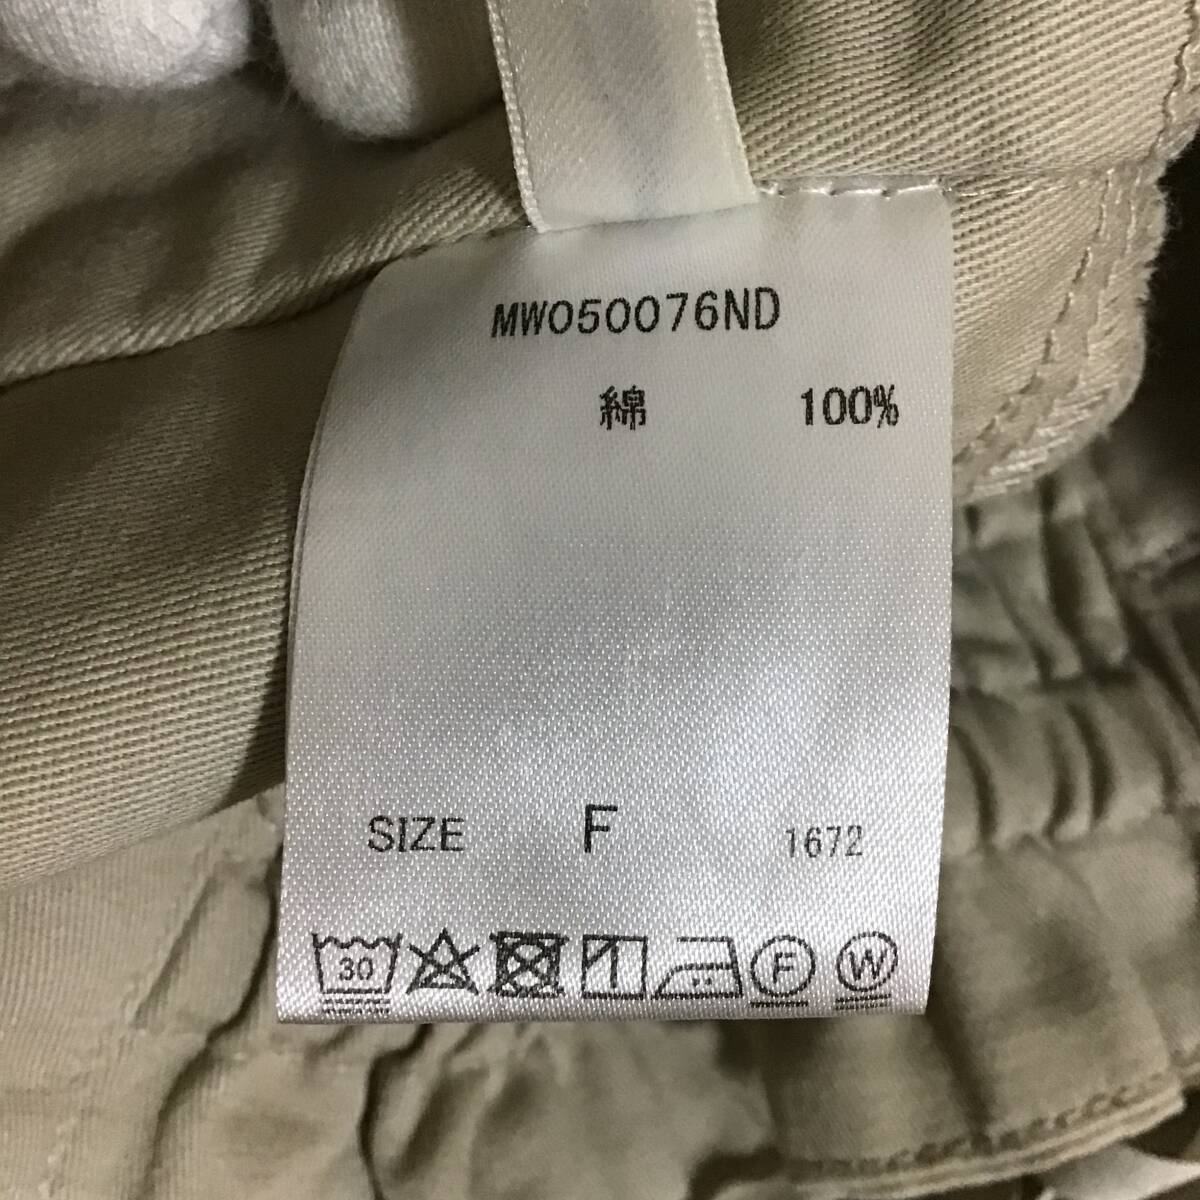 MW050076ND
綿 100%
SIZE F 1672
30 F W